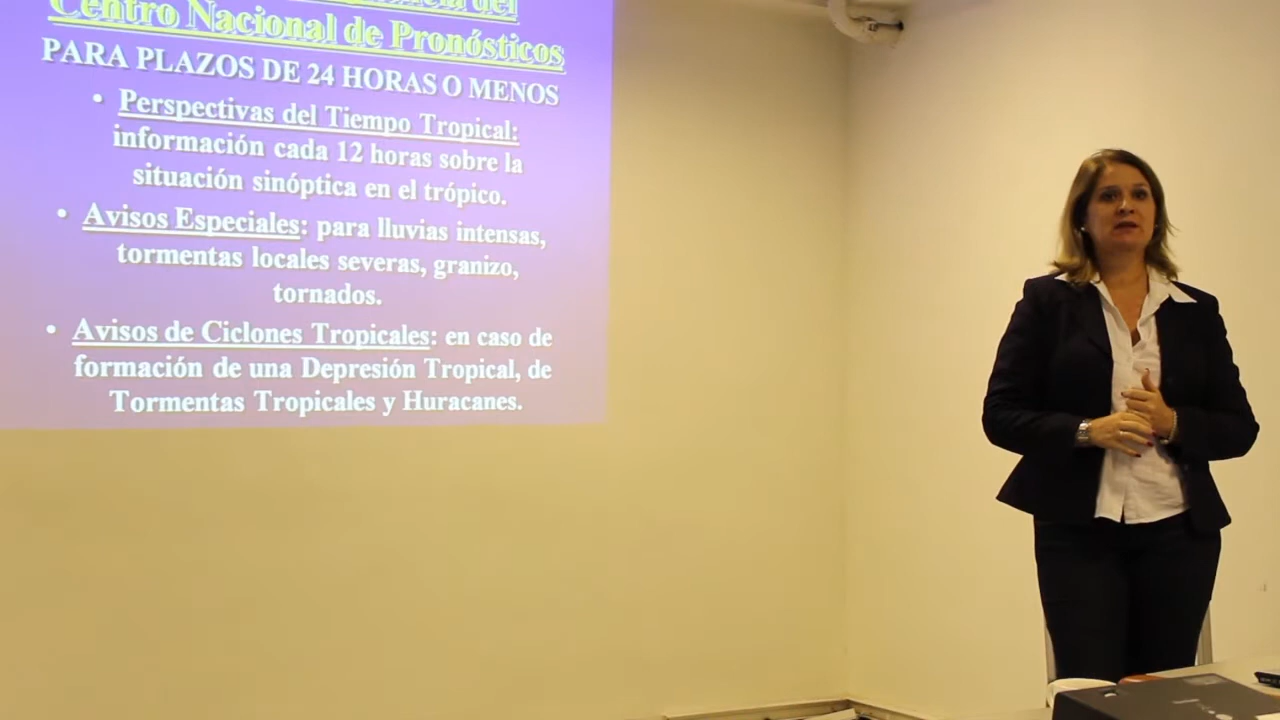 del
Centro Nacional de Pronósticos
PARA PLAZOS DE 24 HORAS O MENOS
• Perspectivas del Tiempo Tropical:
información cada 12 horas sobre la
situación sinóptica en el trópico.
• Avisos Especiales: para lluvias intensas,
tormentas locales severas, granizo,
tornados.
• Avisos de Ciclones Tropicales: en caso de
formación de una Depresión Tropical, de
Tormentas Tropicales y Huracanes.